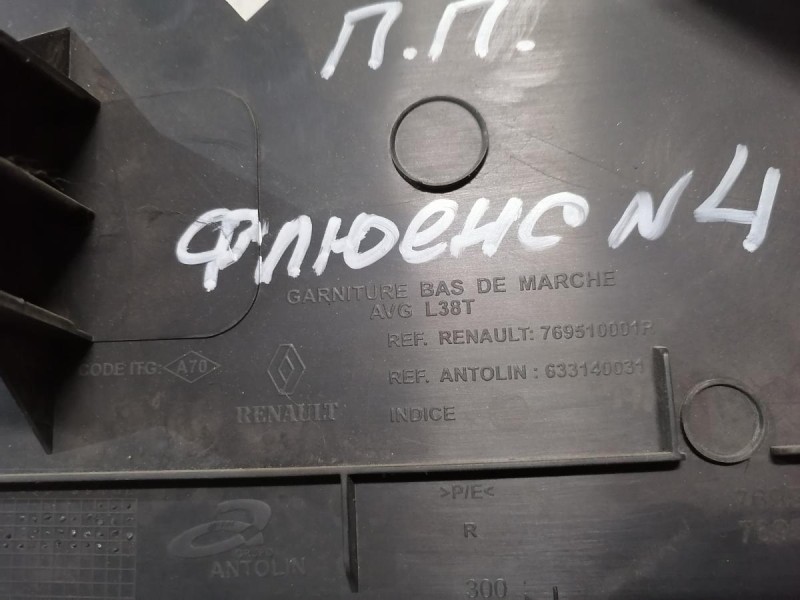 П.П.
Флюенс N4
GARNITURE BAS DE MARCHE
AVG L38T
REF. RENAULT: 769510001R
CODE ITG: A70
REF. ANTOLIN : 633140031
RENAULT
INDICE
>P/E<
R
ANTOLIN
300